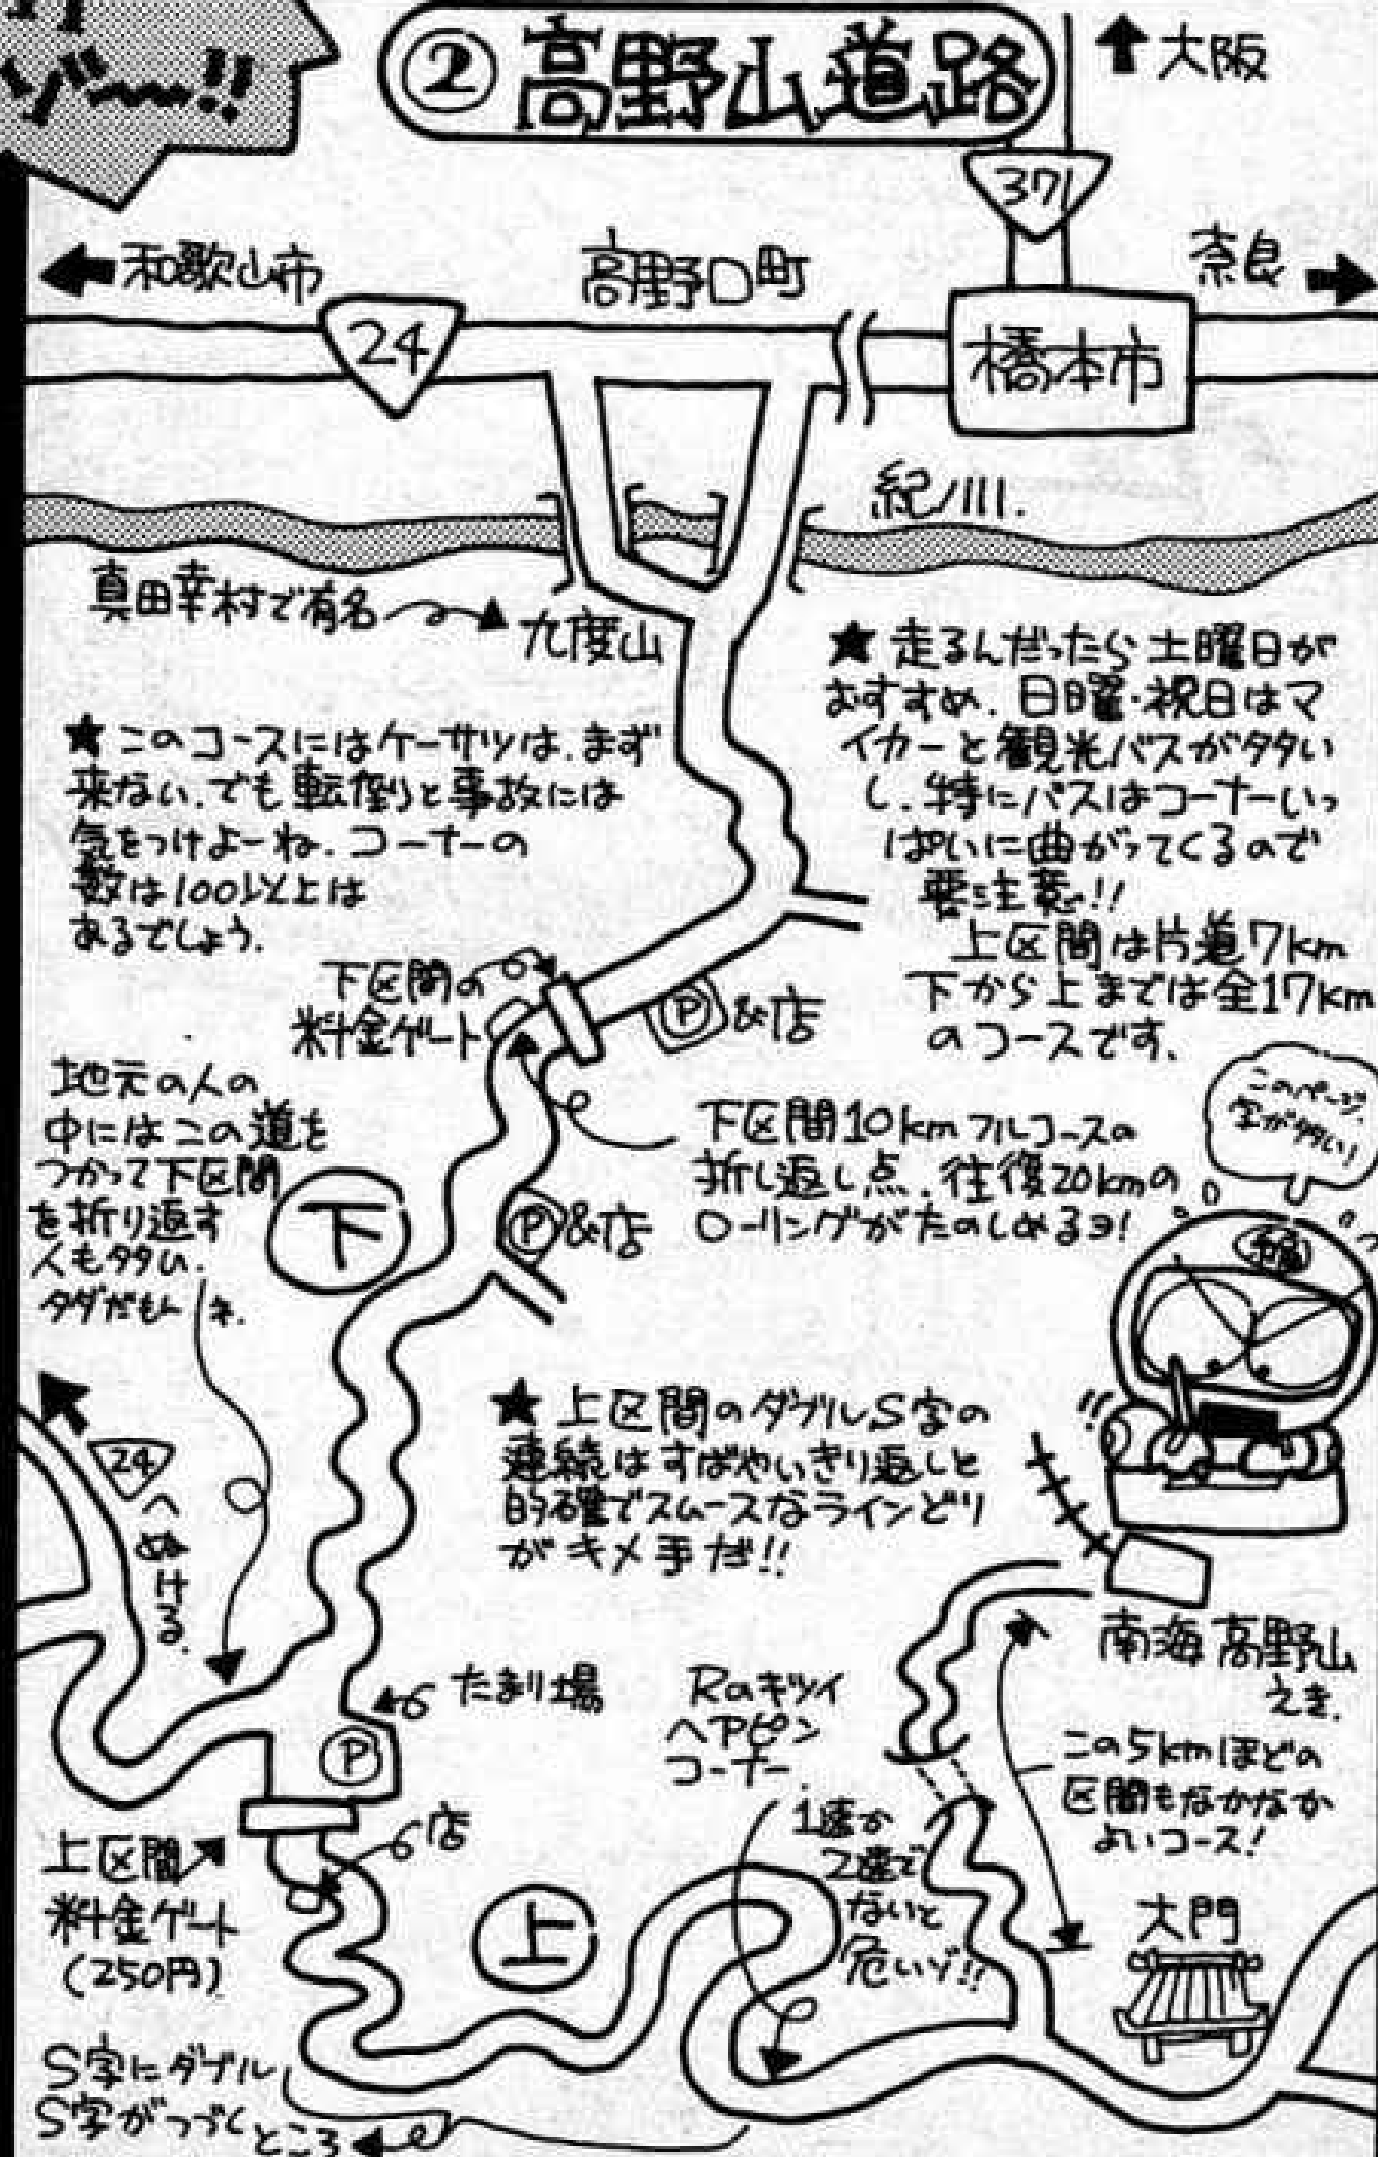 ゾ〜!!
② 高野山道路
↑大阪
371
←和歌山市
高野口町
奈良→
24
橋本市
紀ノ川.
真田幸村で有名
九度山
★走るんだったら土曜日が
おすすめ.日曜・祝日はマ
イカーと観光バスが多い
し.特にバスはコーナーいっ
ぱいに曲がってくるので
要注意!!
上区間は片道7km
下から上までは全17km
のコースです.
★このコースにはケーサツは.まず
来ない.でも転倒と事故には
気をつけよーね.コーナーの
数は100以上は
あるでしょう.
下区間の
料金ゲート
Ⓟ&店
地元の人の
中にはこの道を
つかって下区間
を折り返す
人も多い.
タダだもんネ.
下
下区間10kmフルコースの
折し返し点.往復20kmの
ローリングがたのしめるヨ!
Ⓟ&店
このページ.
字が多い!
24
へぬける.
★上区間のダブルS字の
連続はすばやいきり返しと
的確でスムースなラインどり
がキメ手だ!!
南海高野山
えき.
たまり場
Ⓟ
Raキツイ
ヘアピン
コーナー.
1速か
2速で
ないと
危いゾ!!
この5kmほどの
区間もなかなか
よいコース!
上区間
料金ゲート
(250円)
店
上
大門
S字にダブル
S字がつづく
ところ